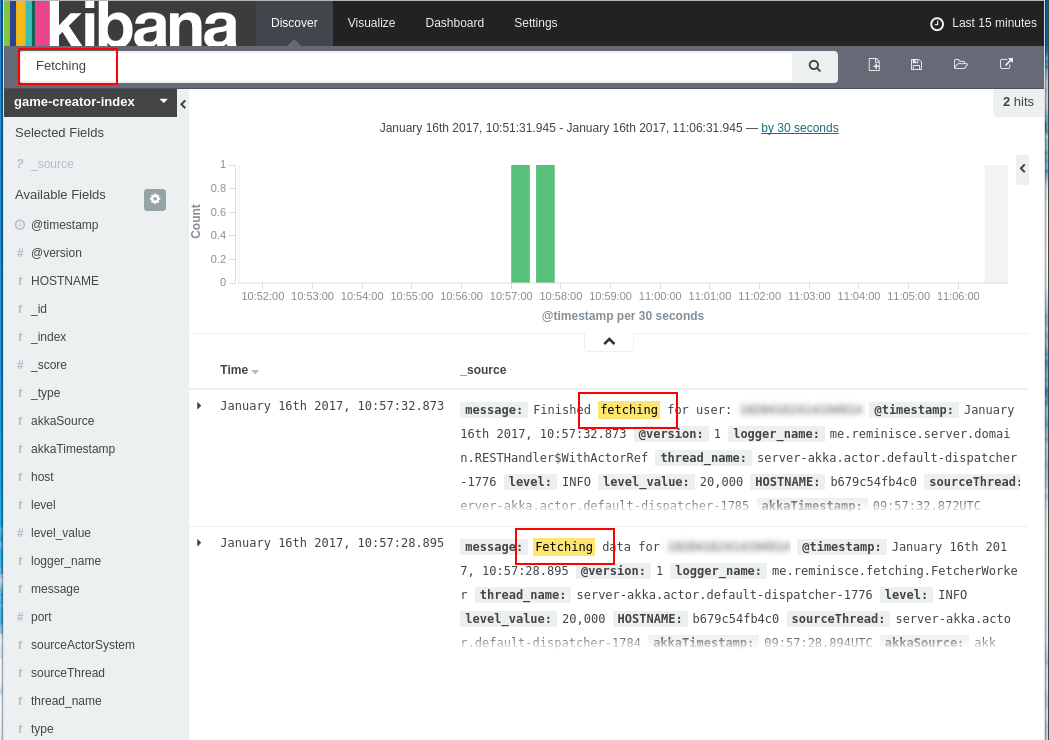 kibana
Discover Visualize Dashboard Settings
Last 15 minutes
Fetching
game-creator-index
2 hits
Selected Fields
? _source
Available Fields
@timestamp
# @version
t HOSTNAME
t _id
t _index
# _score
t _type
t akkaSource
t akkaTimestamp
t host
t level
# level_value
t logger_name
t message
# port
t sourceActorSystem
t sourceThread
t thread_name
t type
January 16th 2017, 10:51:31.945 - January 16th 2017, 11:06:31.945 — by 30 seconds
Count
1
0.8
0.6
0.4
0.2
0
10:52:00 10:53:00 10:54:00 10:55:00 10:56:00 10:57:00 10:58:00 10:59:00 11:00:00 11:01:00 11:02:00 11:03:00 11:04:00 11:05:00 11:06:00
@timestamp per 30 seconds
Time _source
January 16th 2017, 10:57:32.873
message: Finished fetching for user: @timestamp: January
16th 2017, 10:57:32.873 @version: 1 logger_name: me.reminisce.server.domai
n.RESTHandler$WithActorRef thread_name: server-akka.actor.default-dispatcher
-1776 level: INFO level_value: 20,000 HOSTNAME: b679c54fb4c0 sourceThread:
erver-akka.actor.default-dispatcher-1785 akkaTimestamp: 09:57:32.872UTC
January 16th 2017, 10:57:28.895
message: Fetching data for @timestamp: January 16th 201
7, 10:57:28.895 @version: 1 logger_name: me.reminisce.fetching.FetcherWorke
r thread_name: server-akka.actor.default-dispatcher-1776 level: INFO
level_value: 20,000 HOSTNAME: b679c54fb4c0 sourceThread: server-akka.acto
r.default-dispatcher-1784 akkaTimestamp: 09:57:28.894UTC akkaSource: akk